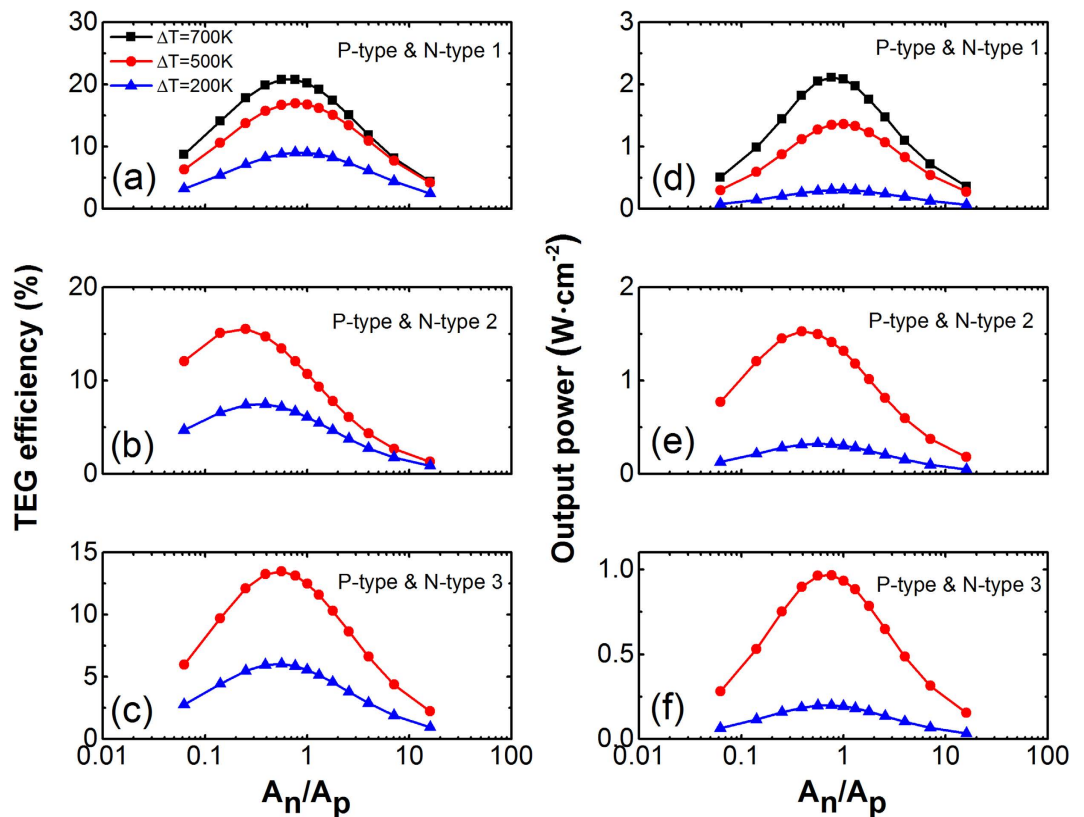 TEG efficiency (%)
30
20
10
0
ΔT=700K
ΔT=500K
ΔT=200K
P-type & N-type 1
(a)
20
10
0
P-type & N-type 2
(b)
15
10
5
0
P-type & N-type 3
(c)
0.01 0.1 1 10 100
An/Ap
Output power (W·cm-2)
3
2
1
0
P-type & N-type 1
(d)
2
1
0
P-type & N-type 2
(e)
1.0
0.5
0.0
P-type & N-type 3
(f)
0.01 0.1 1 10 100
An/Ap